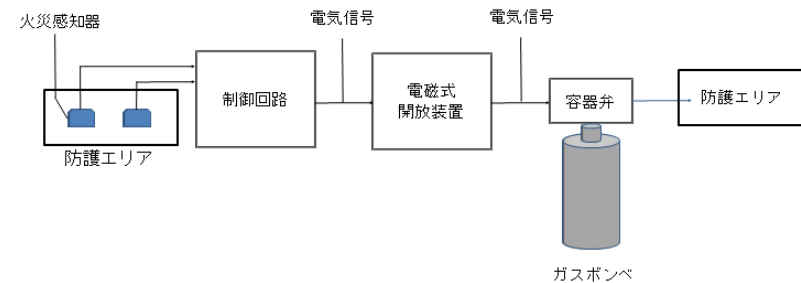 火災感知器
電気信号
電気信号
制御回路
電磁式
開放装置
容器弁
防護エリア
防護エリア
ガスボンベ